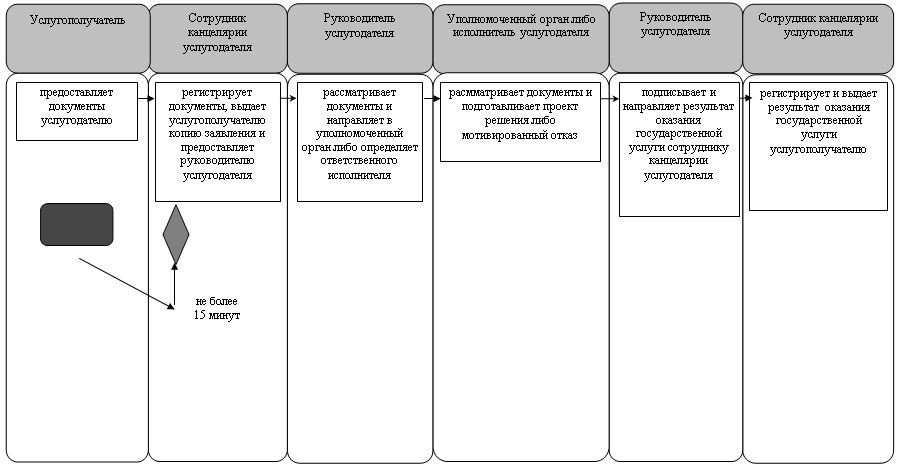 Услугополучатель
Сотрудник
канцелярии
услугодателя
Руководитель
услугодателя
Уполномоченный орган либо
исполнитель услугодателя
Руководитель
услугодателя
Сотрудник канцелярии
услугодателя
предоставляет
документы
услугодателю
регистрирует
документы, выдает
услугополучателю
копию заявления и
предоставляет
руководителю
услугодателя
рассматривает
документы и
направляет в
уполномоченный
орган либо определяет
ответственного
исполнителя
расмматривает документы и
подготавливает проект
решения либо
мотивированный отказ
подписывает и
направляет результат
оказания
государственной
услуги сотруднику
канцелярии
услугодателя
регистрирует и выдает
результат оказания
государственной
услуги
услугополучателю
не более
15 минут